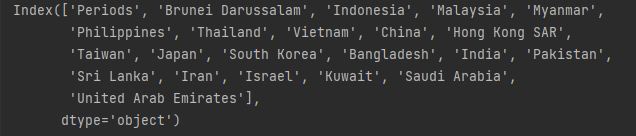 Index(['Periods', 'Brunei Darussalam', 'Indonesia', 'Malaysia', 'Myanmar',
'Philippines', 'Thailand', 'Vietnam', 'China', 'Hong Kong SAR',
'Taiwan', 'Japan', 'South Korea', 'Bangladesh', 'India', 'Pakistan',
'Sri Lanka', 'Iran', 'Israel', 'Kuwait', 'Saudi Arabia',
'United Arab Emirates'],
dtype='object')